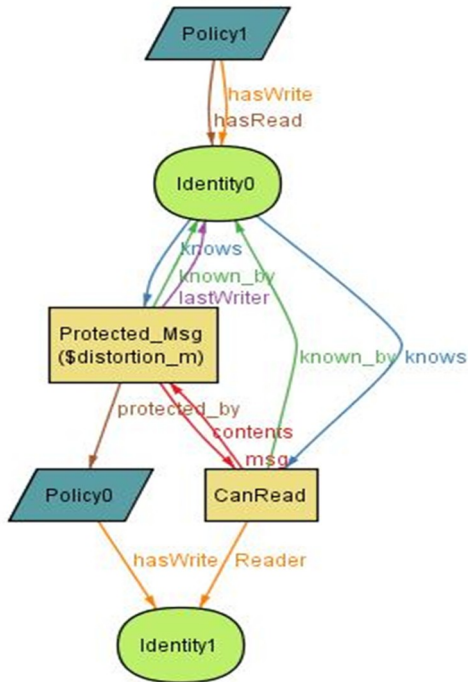 Policy1
hasWrite
hasRead
Identity0
knows
known_by
lastWriter
Protected_Msg
($distortion_m)
known_by
knows
protected_by
contents
msg
Policy0
CanRead
hasWrite
Reader
Identity1